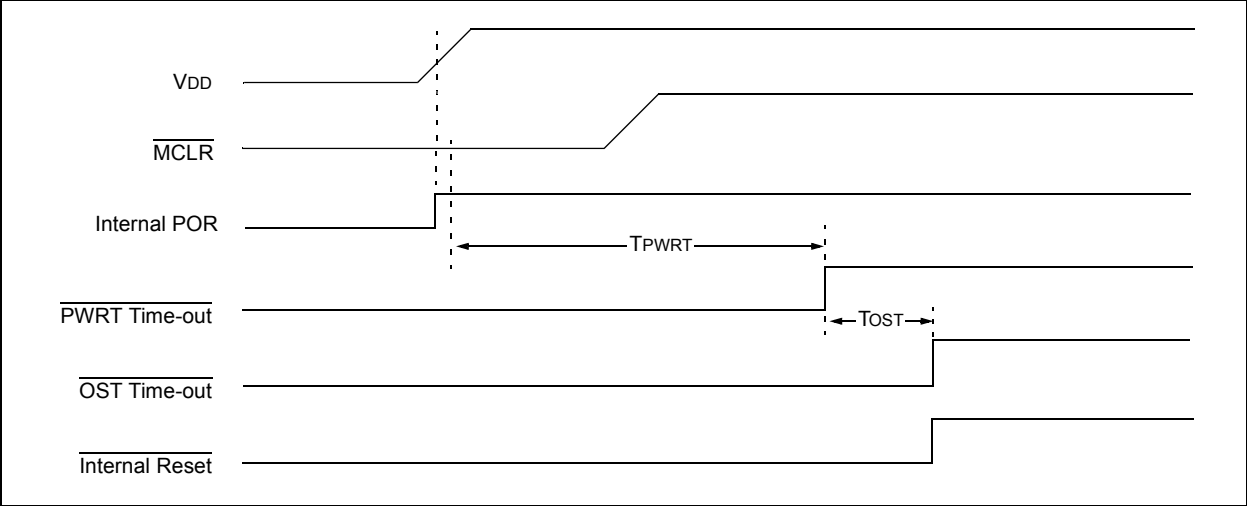 VDD
MCLR
Internal POR
TPWRT
PWRT Time-out
TOST
OST Time-out
Internal Reset